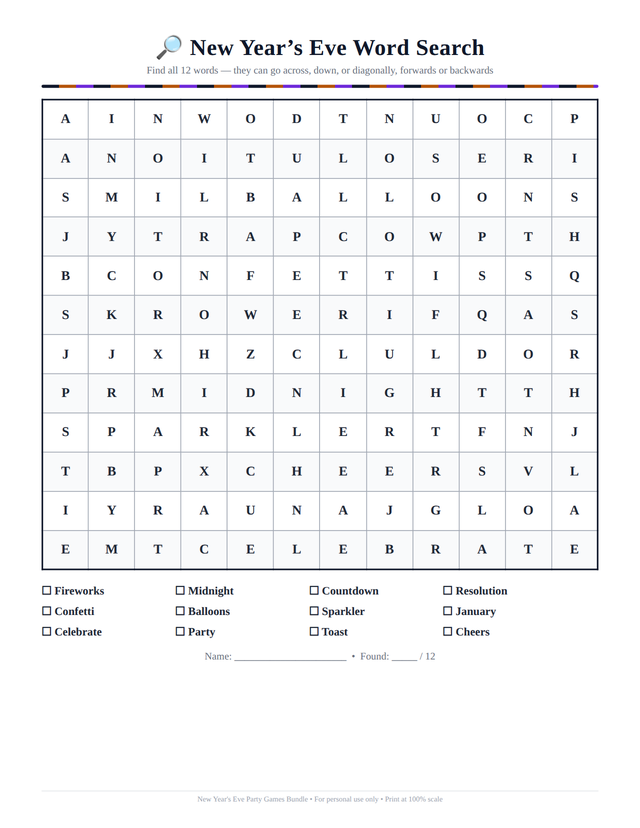 🔎 New Year’s Eve Word Search
Find all 12 words — they can go across, down, or diagonally, forwards or backwards
A I N W O D T N U O C P
A N O I T U L O S E R I
S M I L B A L L O O N S
J Y T R A P C O W P T H
B C O N F E T T I S S Q
S K R O W E R I F Q A S
J J X H Z C L U L D O R
P R M I D N I G H T T H
S P A R K L E R T F N J
T B P X C H E E R S V L
I Y R A U N A J G L O A
E M T C E L E B R A T E
☐ Fireworks ☐ Midnight ☐ Countdown ☐ Resolution
☐ Confetti ☐ Balloons ☐ Sparkler ☐ January
☐ Celebrate ☐ Party ☐ Toast ☐ Cheers
Name: ______________________ • Found: _____ / 12
New Year's Eve Party Games Bundle • For personal use only • Print at 100% scale